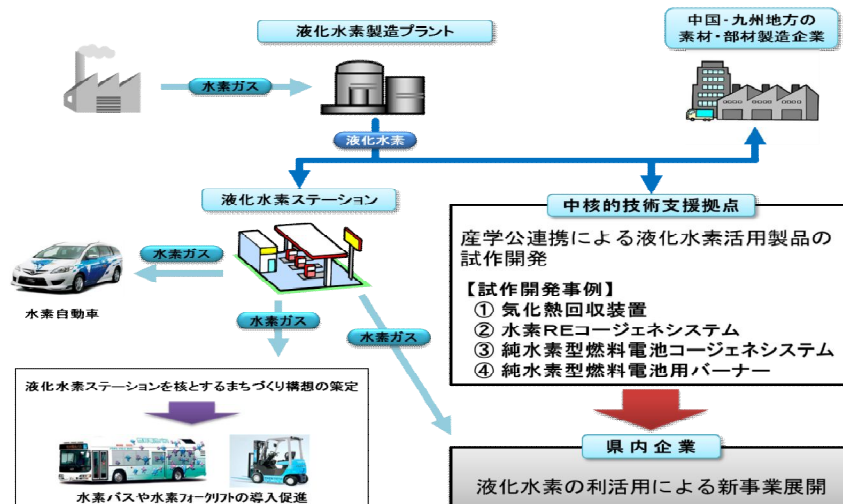 液化水素製造プラント
中国・九州地方の
素材・部材製造企業
水素ガス
液化水素
液化水素ステーション
中核的技術支援拠点
産学公連携による液化水素活用製品の
試作開発
【試作開発事例】
① 気化熱回収装置
② 水素REコージェネシステム
③ 純水素型燃料電池コージェネシステム
④ 純水素型燃料電池用バーナー
水素ガス
水素自動車
水素ガス
水素ガス
液化水素ステーションを核とするまちづくり構想の策定
水素バスや水素フォークリフトの導入促進
県内企業
液化水素の利活用による新事業展開